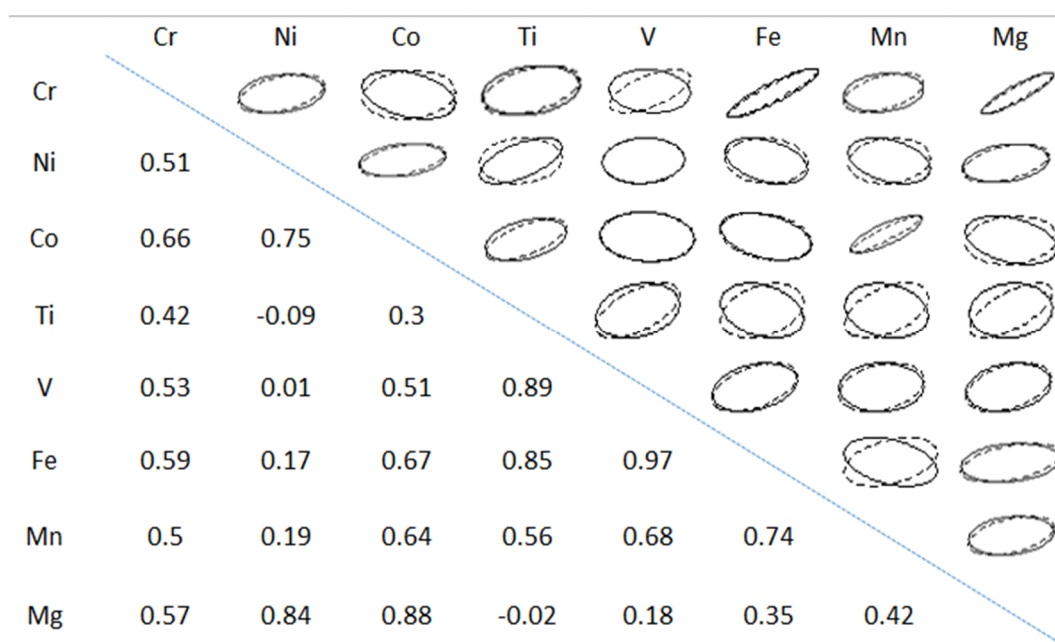 Cr Ni Co Ti V Fe Mn Mg
Cr
Ni 0.51
Co 0.66 0.75
Ti 0.42 -0.09 0.3
V 0.53 0.01 0.51 0.89
Fe 0.59 0.17 0.67 0.85 0.97
Mn 0.5 0.19 0.64 0.56 0.68 0.74
Mg 0.57 0.84 0.88 -0.02 0.18 0.35 0.42